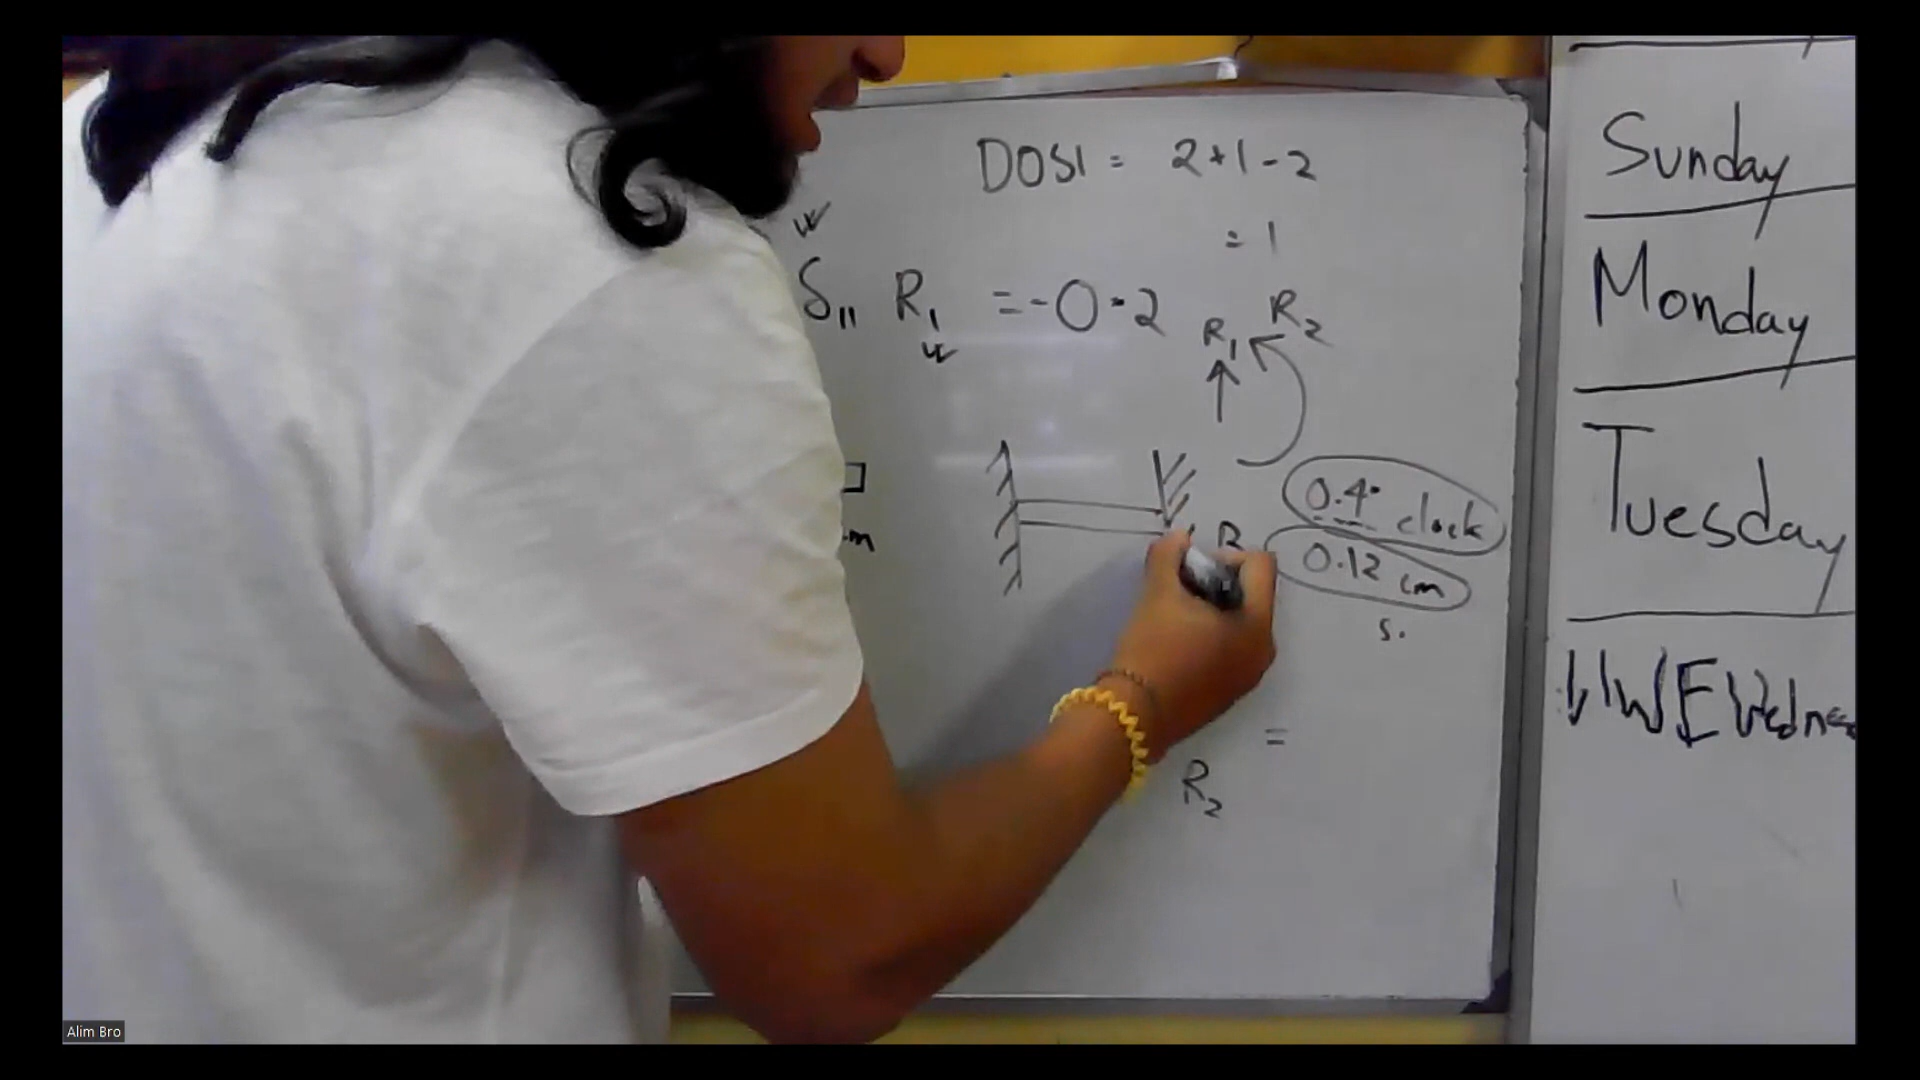 DOSI = 2+1-2
= 1
δ₁₁ R₁ = -0.2
R₁ R₂
0.4° clock
R
0.12 cm
s.
=
R₂
Sunday
Monday
Tuesday
Alim Bro